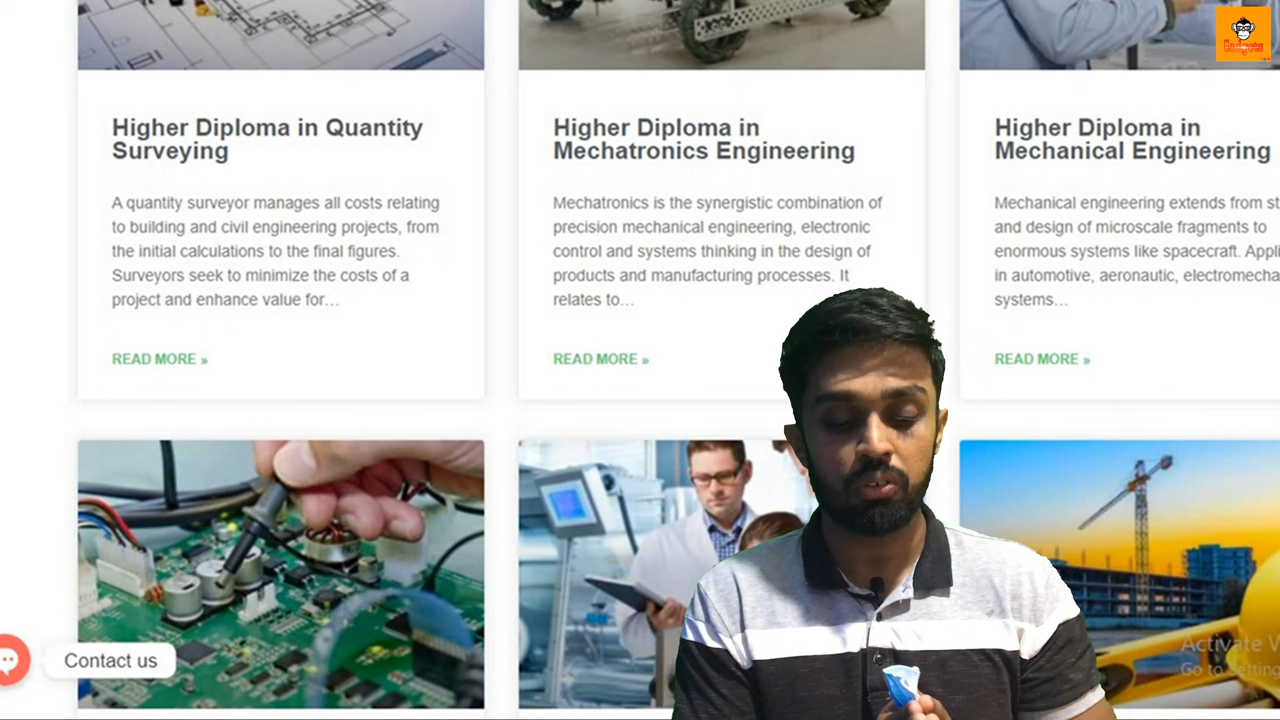 Gadgets
Higher Diploma in Quantity
Surveying
A quantity surveyor manages all costs relating
to building and civil engineering projects, from
the initial calculations to the final figures.
Surveyors seek to minimize the costs of a
project and enhance value for…
READ MORE »
Higher Diploma in
Mechatronics Engineering
Mechatronics is the synergistic combination of
precision mechanical engineering, electronic
control and systems thinking in the design of
products and manufacturing processes. It
relates to…
READ MORE »
Higher Diploma in
Mechanical Engineering
Mechanical engineering extends from
and design of microscale fragments to
enormous systems like spacecraft.
in automotive, aeronautic,
systems…
READ MORE »
Contact us
Activate
Go to